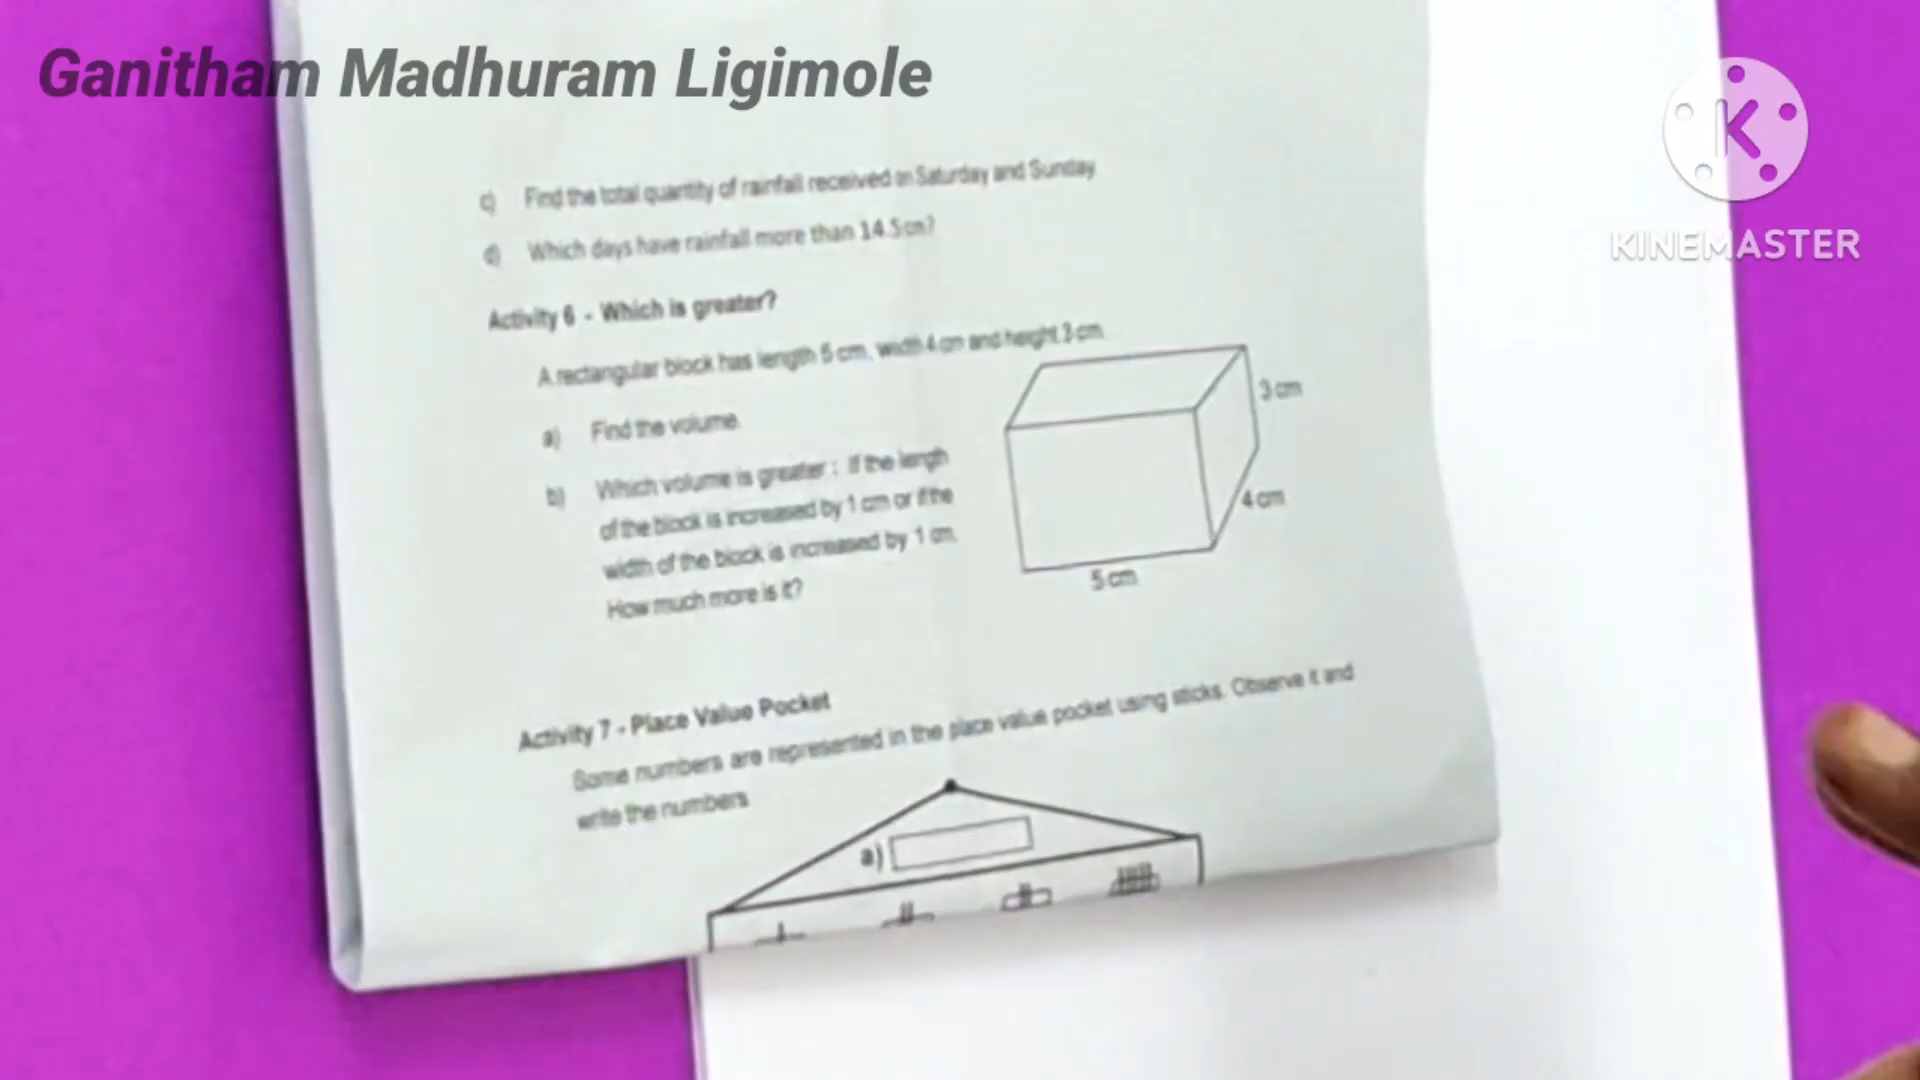 Ganitham Madhuram Ligimole
KINEMASTER
c) Find the total quantity of rainfall received in Saturday and Sunday.
d) Which days have rainfall more than 14.5 cm?
Activity 6 - Which is greater?
A rectangular block has length 5 cm, width 4 cm and height 3 cm.
a) Find the volume.
b) Which volume is greater : If the length
of the block is increased by 1 cm or if the
width of the block is increased by 1 cm.
How much more is it?
3 cm
4 cm
5 cm
Activity 7 - Place Value Pocket
Some numbers are represented in the place value pocket using sticks. Observe it and
write the numbers
a)